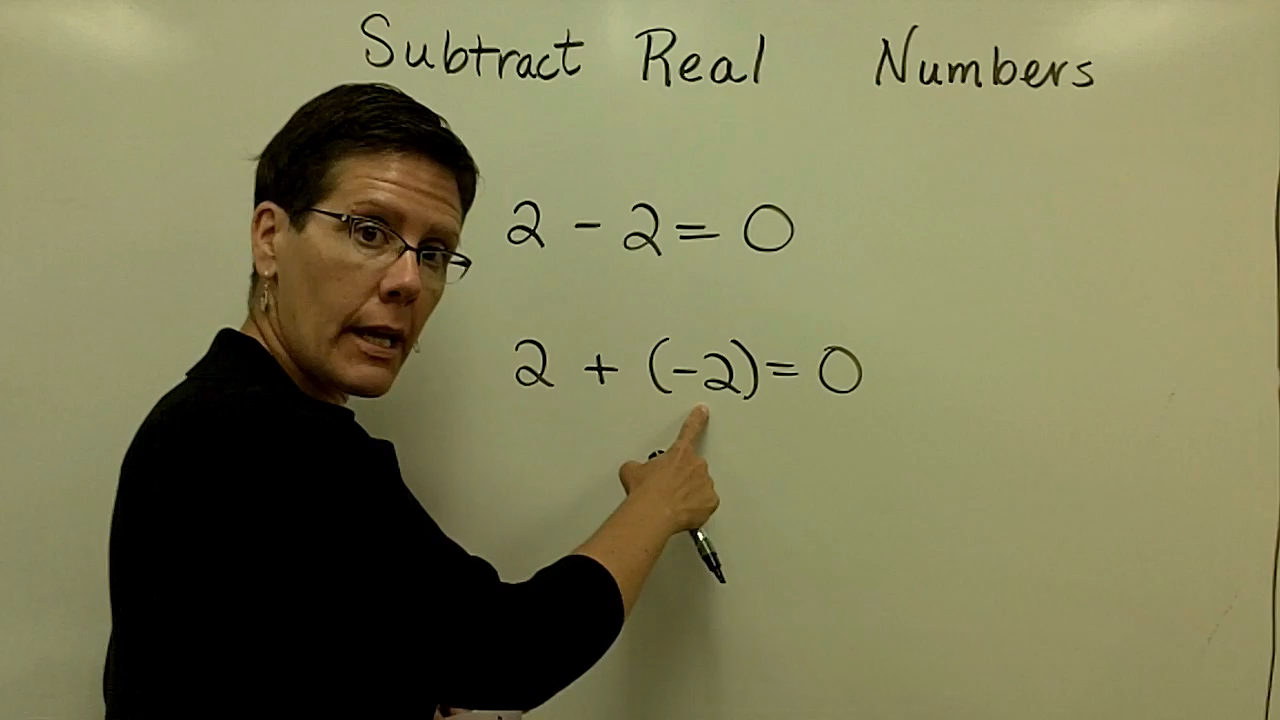 Subtract Real Numbers
2 - 2 = 0
2 + (-2) = 0